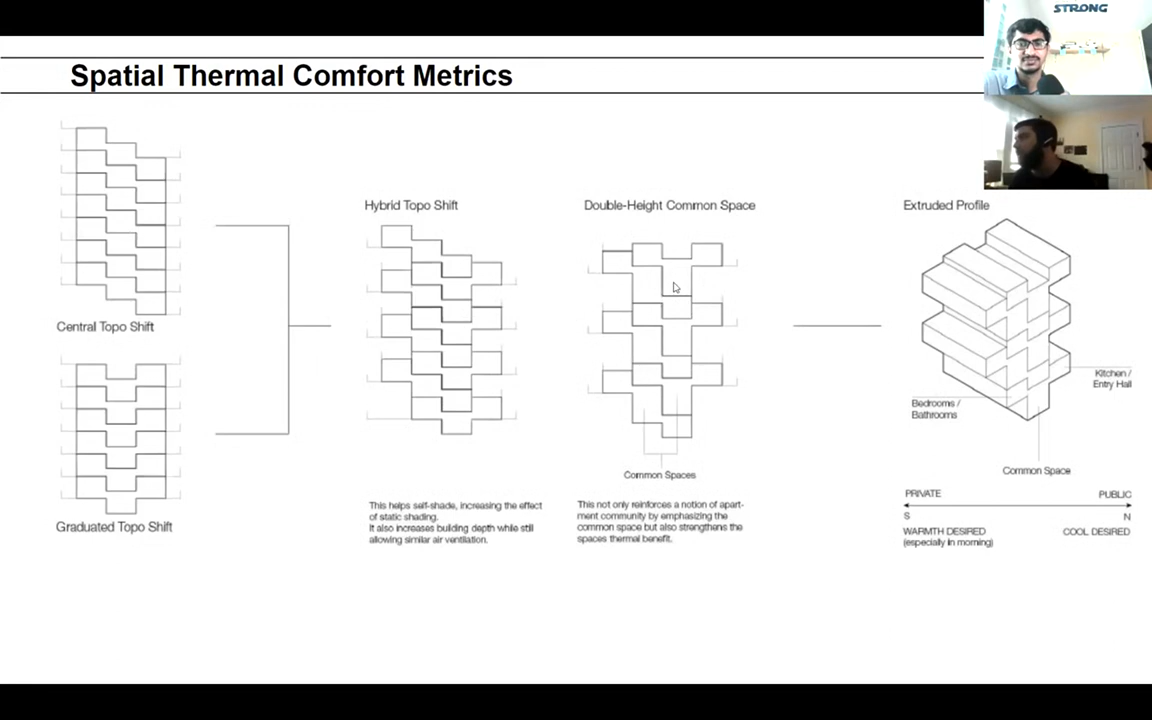 STRONG
Spatial Thermal Comfort Metrics
Central Topo Shift
Graduated Topo Shift
Hybrid Topo Shift
This helps self-shade, increasing the effect
of static shading.
It also increases building depth while still
allowing similar air ventilation.
Double-Height Common Space
Common Spaces
This not only reinforces a notion of apart-
ment community by emphasizing the
common space but also strengthens the
spaces thermal benefit.
Extruded Profile
Kitchen /
Entry Hall
Bedrooms /
Bathrooms
Common Space
PRIVATE PUBLIC
S N
WARMTH DESIRED COOL DESIRED
(especially in morning)